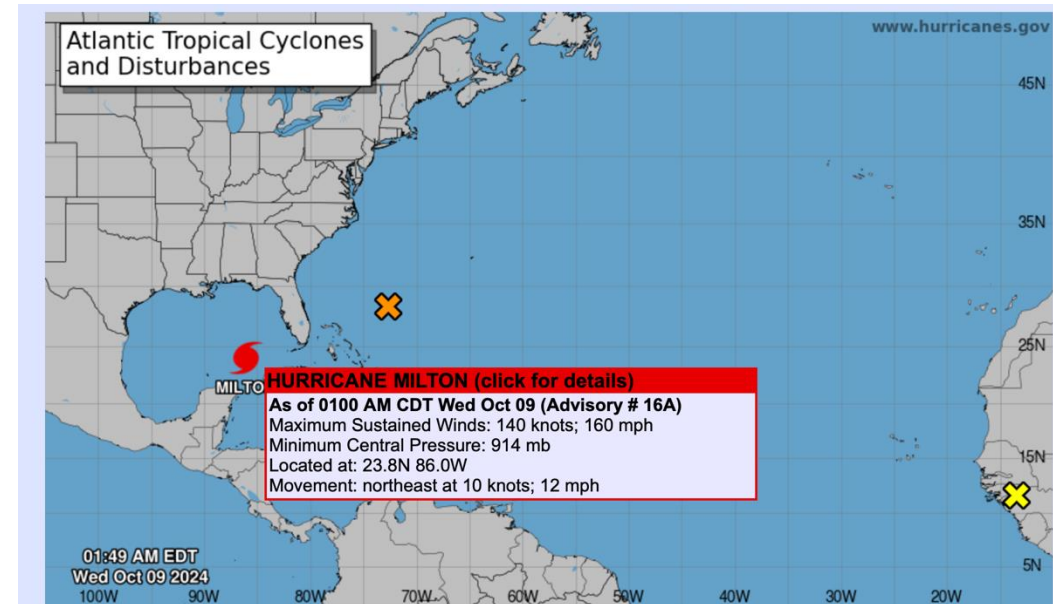 Atlantic Tropical Cyclones
and Disturbances
www.hurricanes.gov
45N
35N
25N
MILTO
HURRICANE MILTON (click for details)
As of 0100 AM CDT Wed Oct 09 (Advisory # 16A)
Maximum Sustained Winds: 140 knots; 160 mph
Minimum Central Pressure: 914 mb
Located at: 23.8N 86.0W
Movement: northeast at 10 knots; 12 mph
15N
01:49 AM EDT
Wed Oct 09 2024
5N
100W 90W 80W 70W 60W 50W 40W 30W 20W